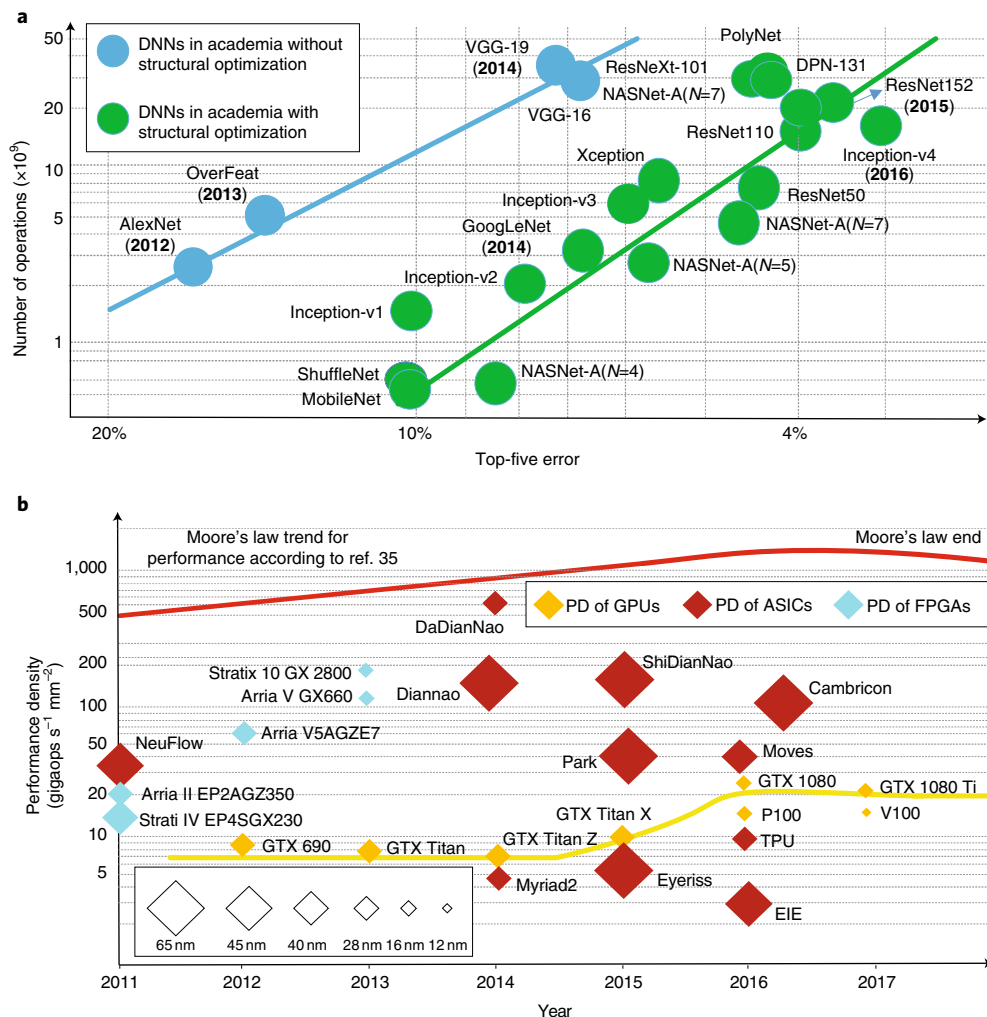 a
DNNs in academia without
structural optimization
DNNs in academia with
structural optimization
Number of operations (×10⁹)
50
20
10
5
1
20%
10%
4%
Top-five error
VGG-19
(2014)
ResNeXt-101
NASNet-A(N=7)
VGG-16
PolyNet
DPN-131
ResNet152
(2015)
ResNet110
Inception-v4
(2016)
OverFeat
(2013)
AlexNet
(2012)
Xception
Inception-v3
ResNet50
NASNet-A(N=7)
GoogLeNet
(2014)
NASNet-A(N=5)
Inception-v2
Inception-v1
ShuffleNet
MobileNet
NASNet-A(N=4)
b
Moore's law trend for
performance according to ref. 35
Moore's law end
PD of GPUs
PD of ASICs
PD of FPGAs
Performance density
(gigaops s⁻¹ mm⁻²)
1,000
500
200
100
50
20
10
5
DaDianNao
Stratix 10 GX 2800
Arria V GX660
Diannao
ShiDianNao
Cambricon
Arria V5AGZE7
NeuFlow
Park
Moves
Arria II EP2AGZ350
GTX 1080
GTX 1080 Ti
Strati IV EP4SGX230
GTX Titan X
P100
V100
GTX 690
GTX Titan
GTX Titan Z
TPU
Myriad2
Eyeriss
EIE
65 nm
45 nm
40 nm
28 nm
16 nm
12 nm
2011
2012
2013
2014
2015
2016
2017
Year